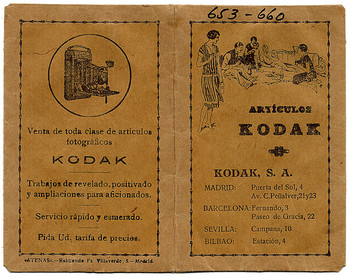 Venta de toda clase de artículos
fotográficos
KODAK
Trabajos de revelado, positivado
y ampliaciones para aficionados.
Servicio rápido y esmerado.
Pida Ud. tarifa de precios.
653-660
ARTÍCULOS
KODAK
KODAK, S. A.
MADRID: Puerta del Sol, 4
Av. C. Peñalver, 21y23
BARCELONA: Fernando, 3
Paseo de Gracia, 22
SEVILLA: Campana, 10
BILBAO: Estación, 4